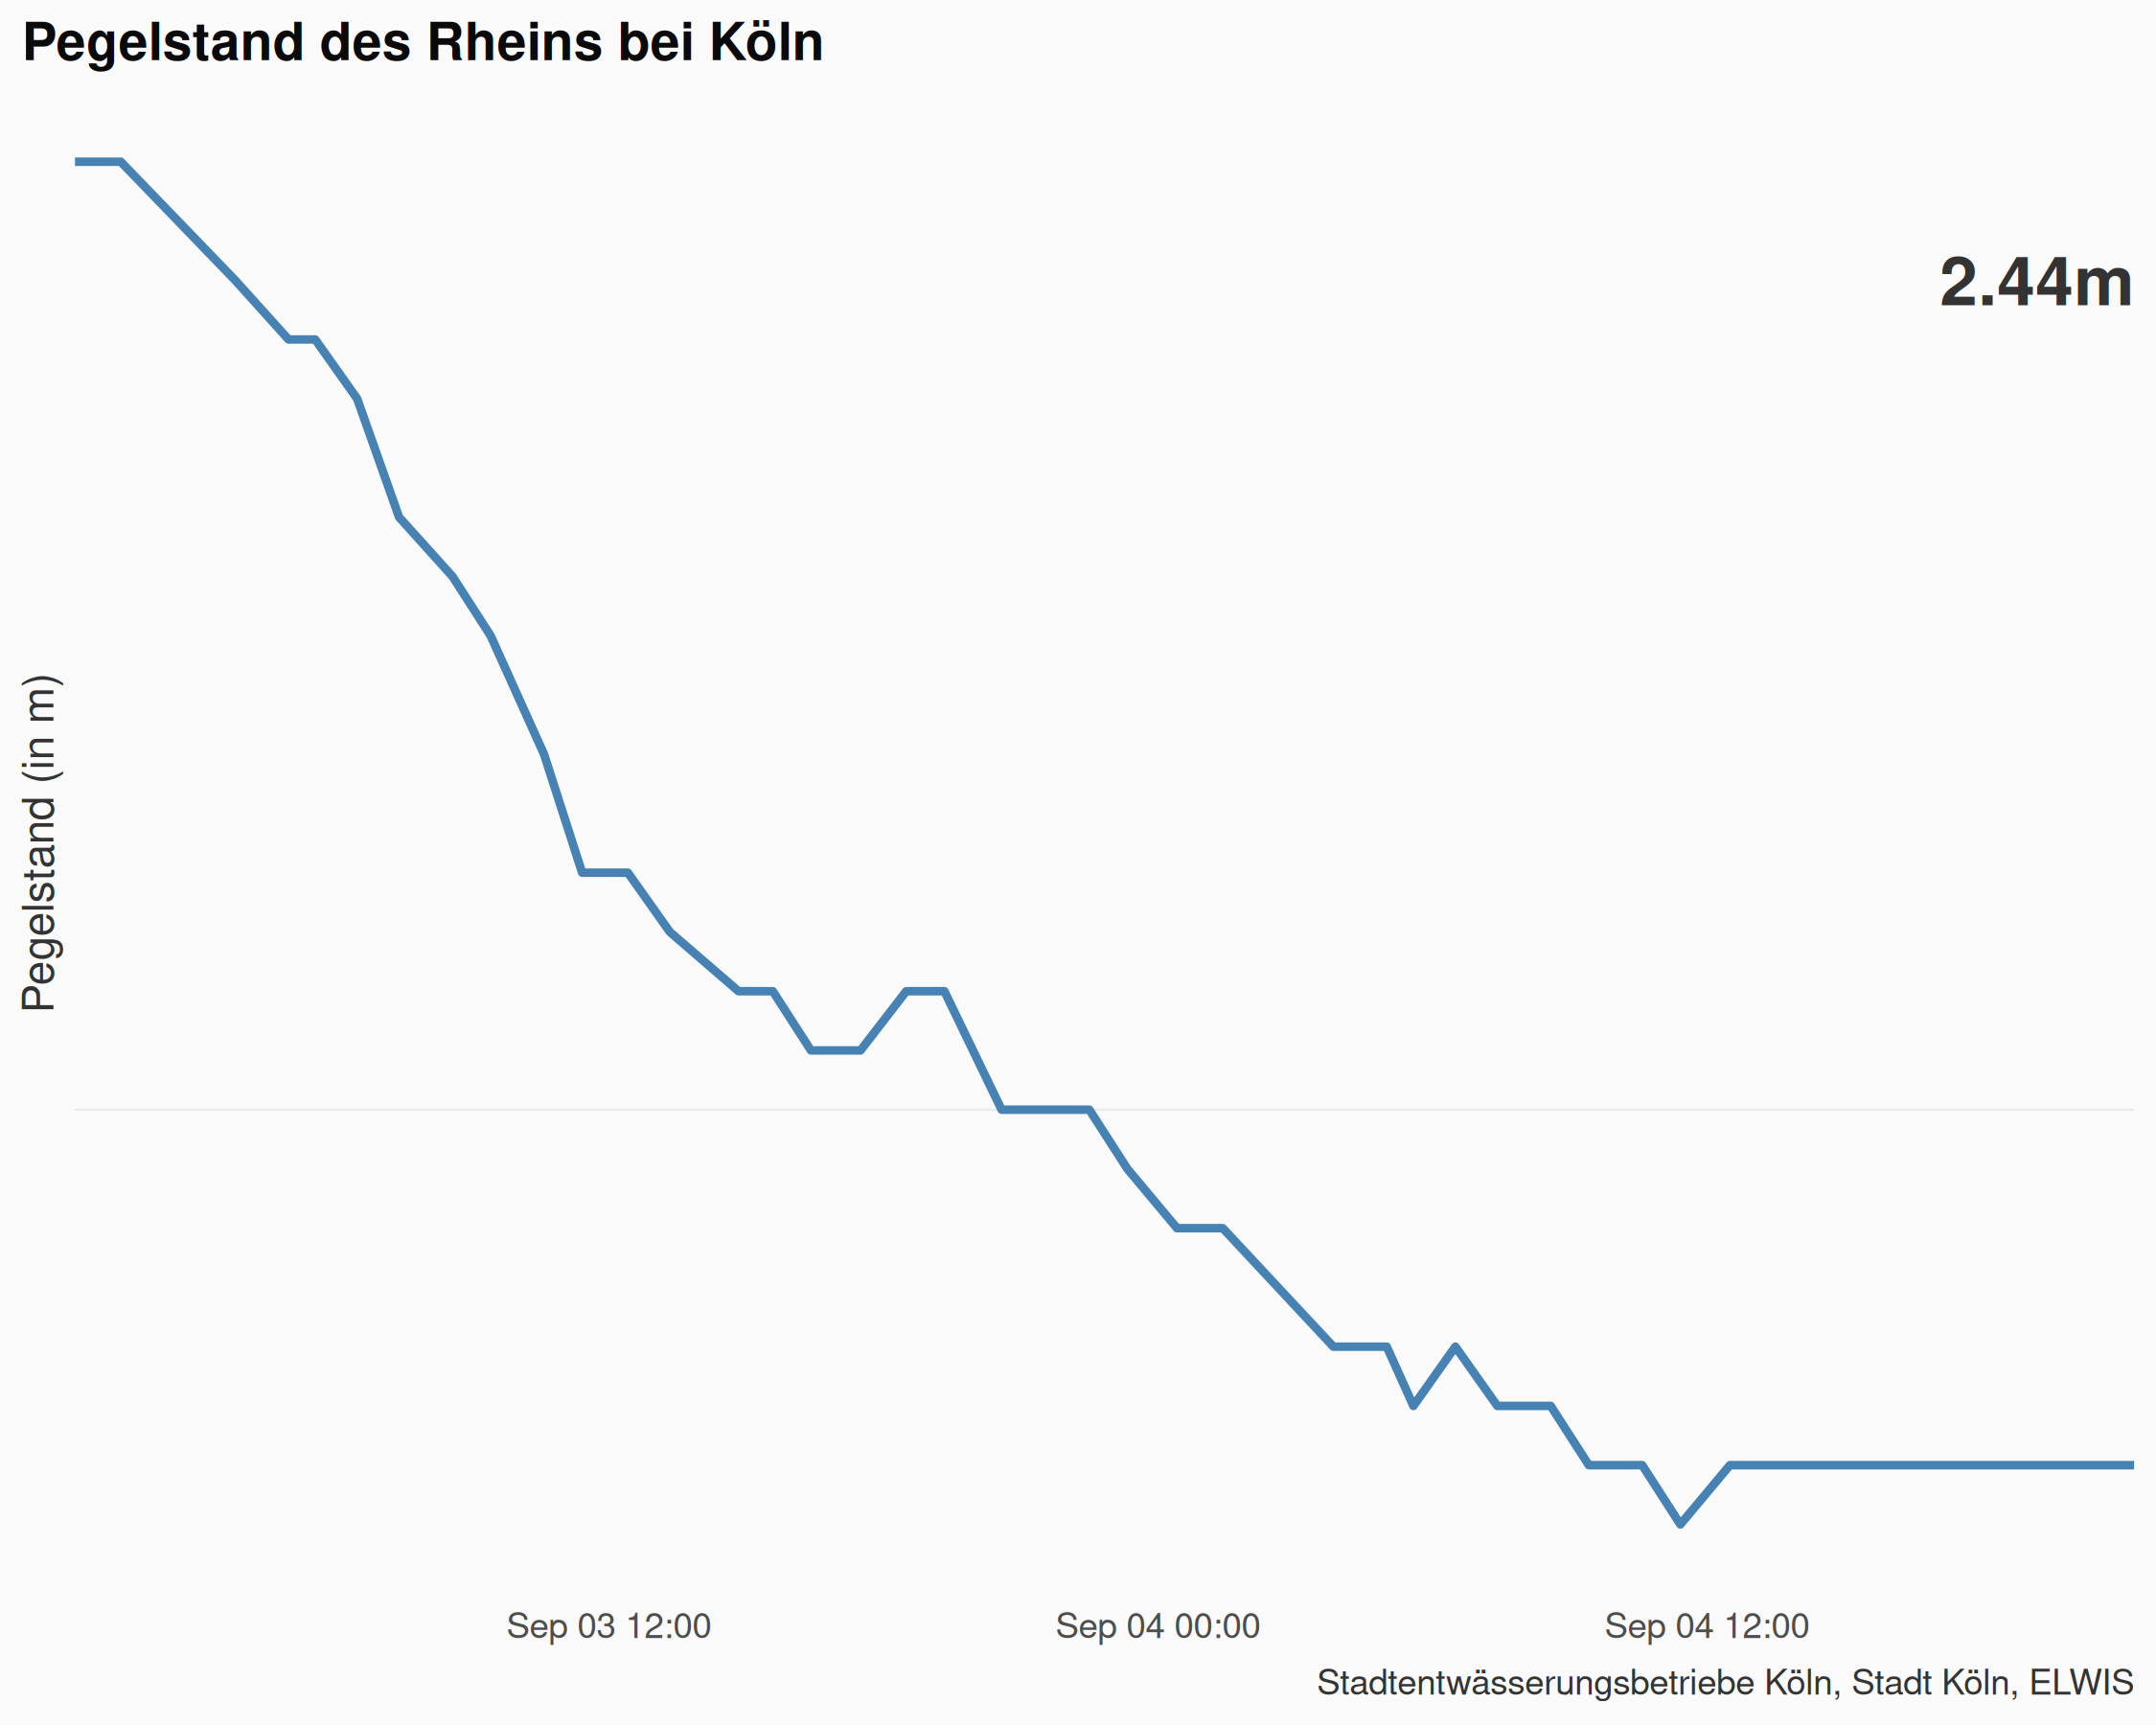 Pegelstand des Rheins bei Köln
2.44m
Pegelstand (in m)
Sep 03 12:00
Sep 04 00:00
Sep 04 12:00
Stadtentwässerungsbetriebe Köln, Stadt Köln, ELWIS